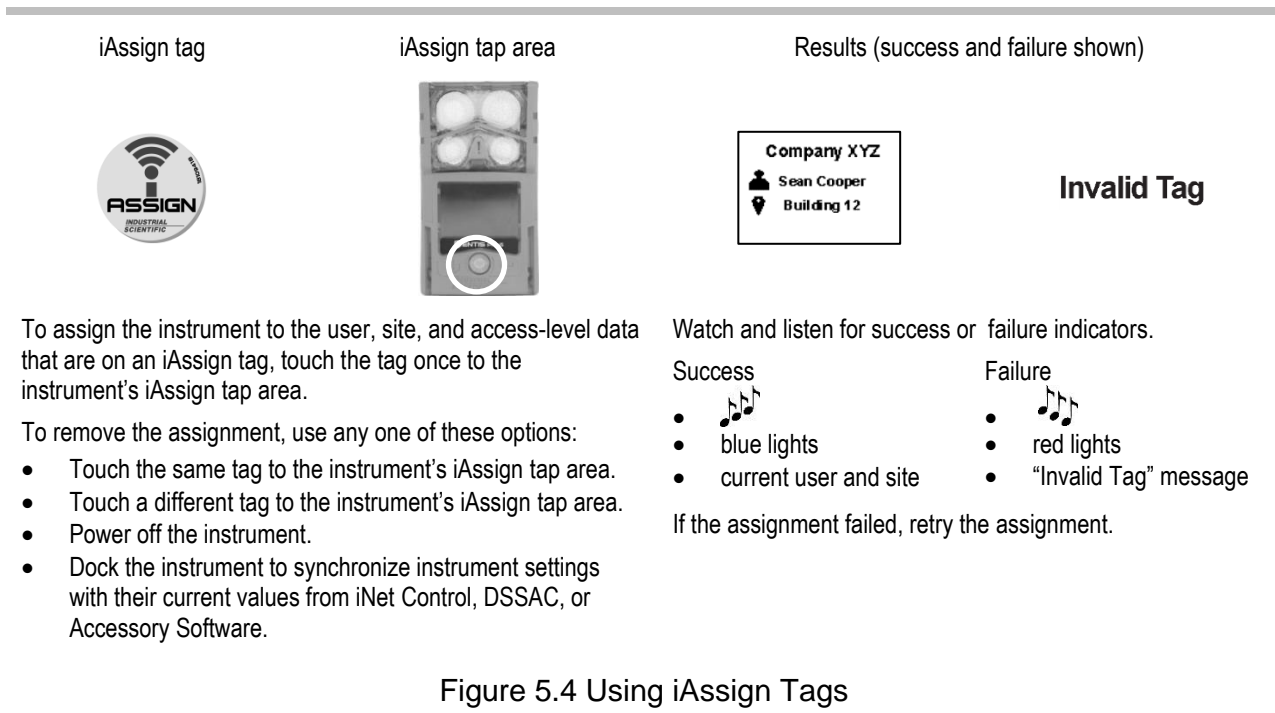 iAssign tag
iAssign tap area
Results (success and failure shown)
ASSIGN
INDUSTRIAL
SCIENTIFIC
Company XYZ
Sean Cooper
Building 12
Invalid Tag
To assign the instrument to the user, site, and access-level data
that are on an iAssign tag, touch the tag once to the
instrument's iAssign tap area.
To remove the assignment, use any one of these options:
• Touch the same tag to the instrument's iAssign tap area.
• Touch a different tag to the instrument's iAssign tap area.
• Power off the instrument.
• Dock the instrument to synchronize instrument settings
with their current values from iNet Control, DSSAC, or
Accessory Software.
Watch and listen for success or failure indicators.
Success
•
• blue lights
• current user and site
Failure
•
• red lights
• “Invalid Tag” message
If the assignment failed, retry the assignment.
Figure 5.4 Using iAssign Tags